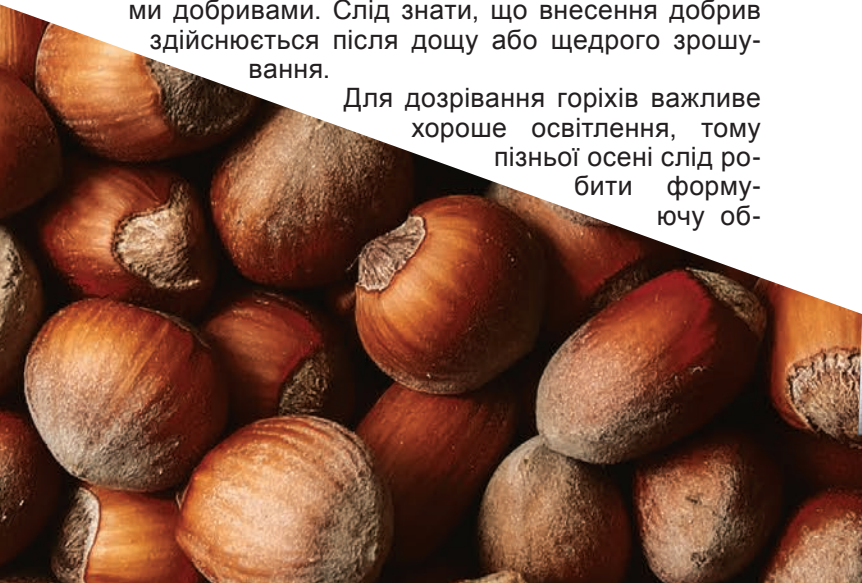 ми добривами. Слід знати, що внесення добрив
здійснюється після дощу або щедрого зрошу-
вання.
Для дозрівання горіхів важливе
хороше освітлення, тому
пізньої осені слід ро-
бити форму-
ючу об-